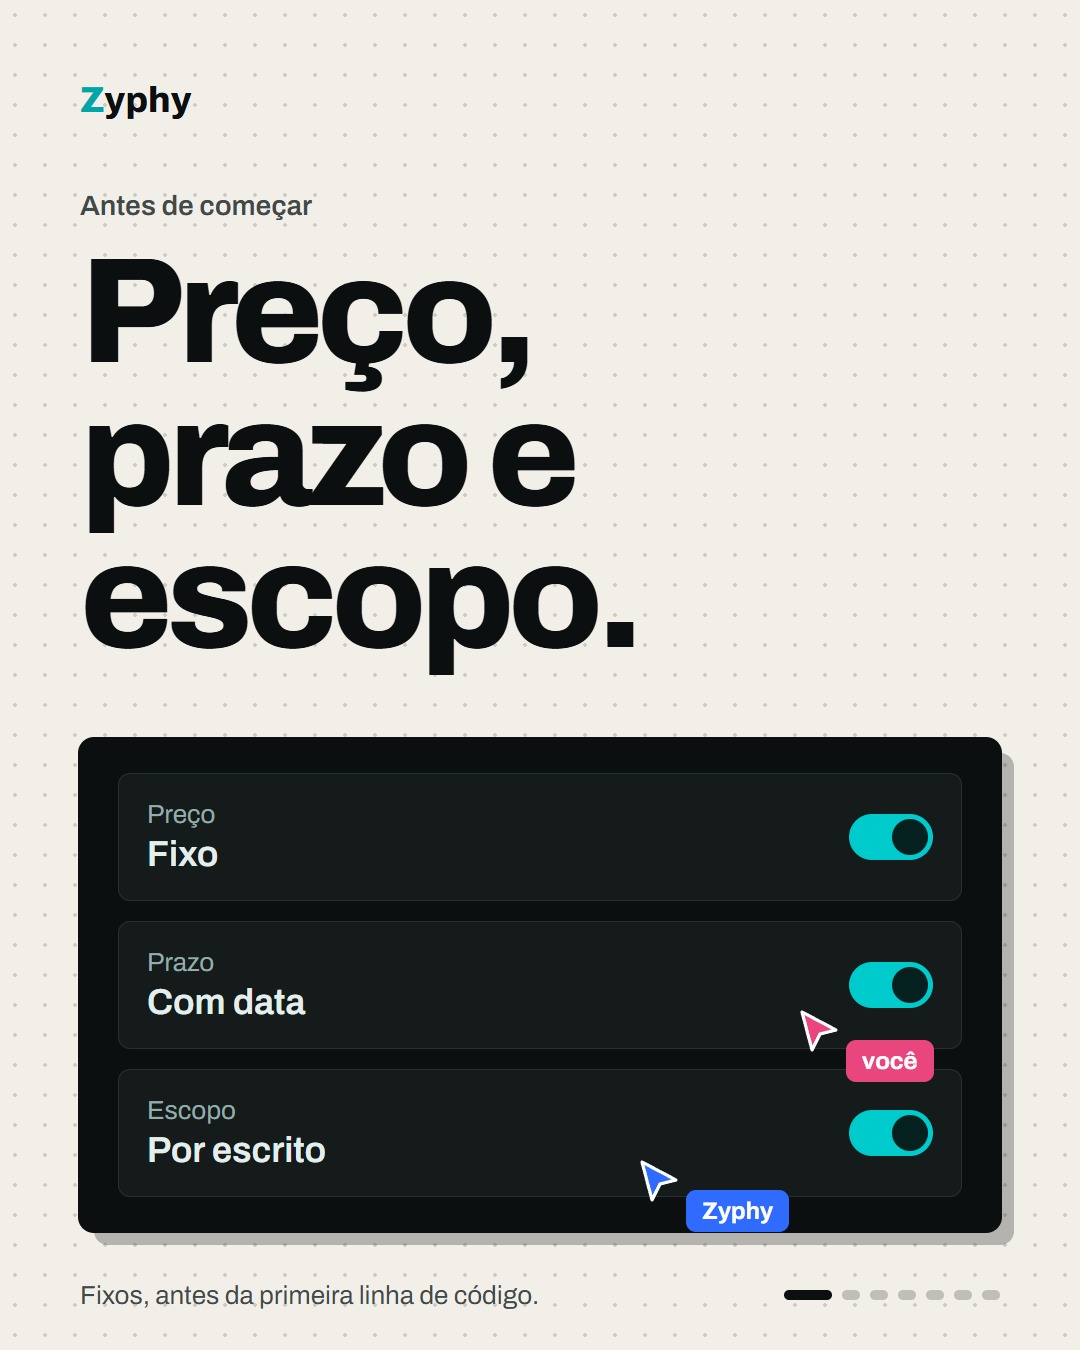 Zyphy
Antes de começar
Preço,
prazo e
escopo.
Preço
Fixo
Prazo
Com data
você
Escopo
Por escrito
Zyphy
Fixos, antes da primeira linha de código.